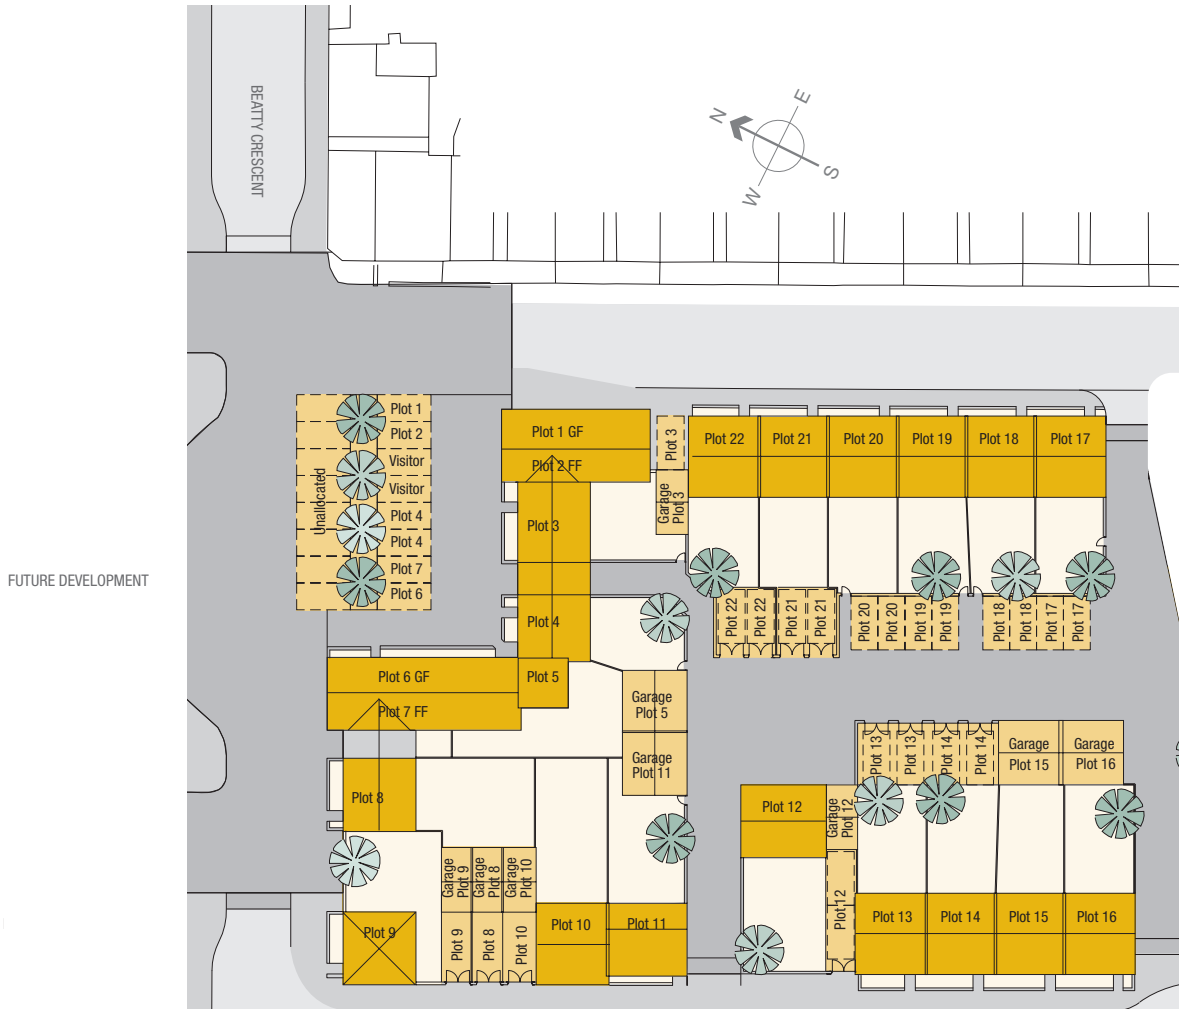 BEATTY CRESCENT
N
E
S
W
Plot 1
Plot 2
Visitor
Visitor
Plot 4
Plot 4
Plot 7
Plot 6
Unallocated
FUTURE DEVELOPMENT
Plot 1 GF
Plot 2 FF
Plot 3
Garage
Plot 3
Plot 3
Plot 4
Plot 5
Plot 22
Plot 21
Plot 20
Plot 19
Plot 18
Plot 17
Plot 22
Plot 22
Plot 21
Plot 21
Plot 20
Plot 20
Plot 19
Plot 19
Plot 18
Plot 18
Plot 17
Plot 17
Plot 6 GF
Plot 7 FF
Garage
Plot 5
Garage
Plot 11
Plot 8
Plot 13
Plot 13
Plot 14
Plot 14
Garage
Plot 15
Garage
Plot 16
Plot 12
Garage
Plot 12
Plot 12
Garage
Plot 9
Garage
Plot 8
Garage
Plot 10
Plot 9
Plot 9
Plot 8
Plot 10
Plot 10
Plot 11
Plot 13
Plot 14
Plot 15
Plot 16